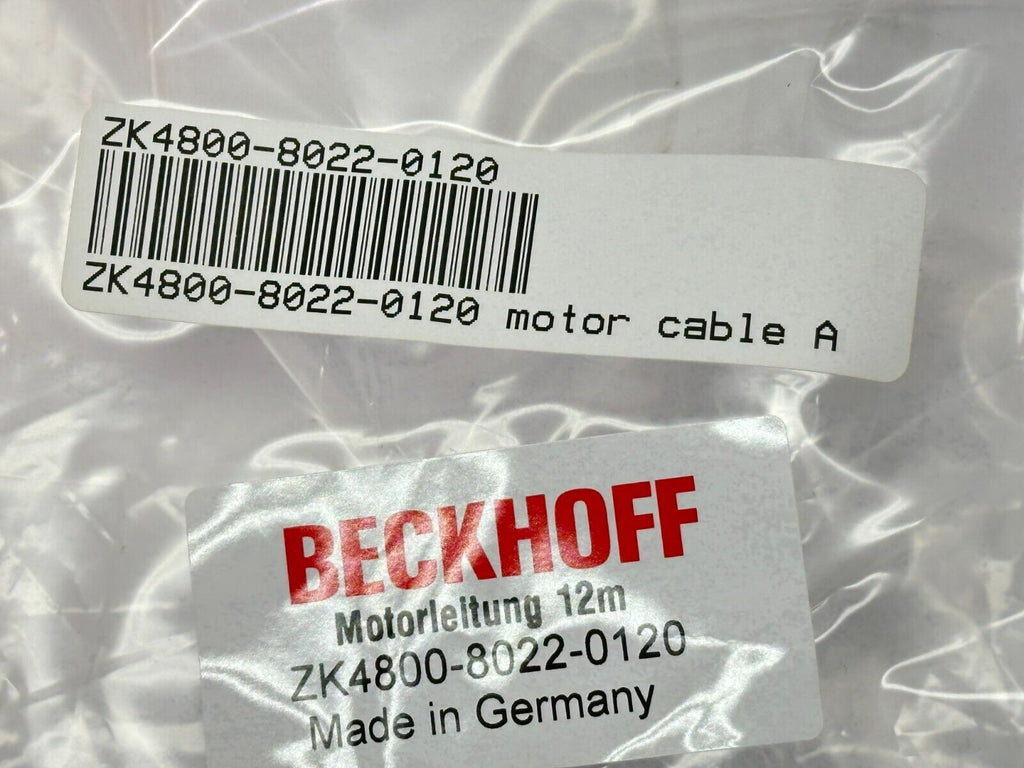 ZK4800-8022-0120
ZK4800-8022-0120 motor cable A
BECKHOFF
Motorleitung 12m
ZK4800-8022-0120
Made in Germany